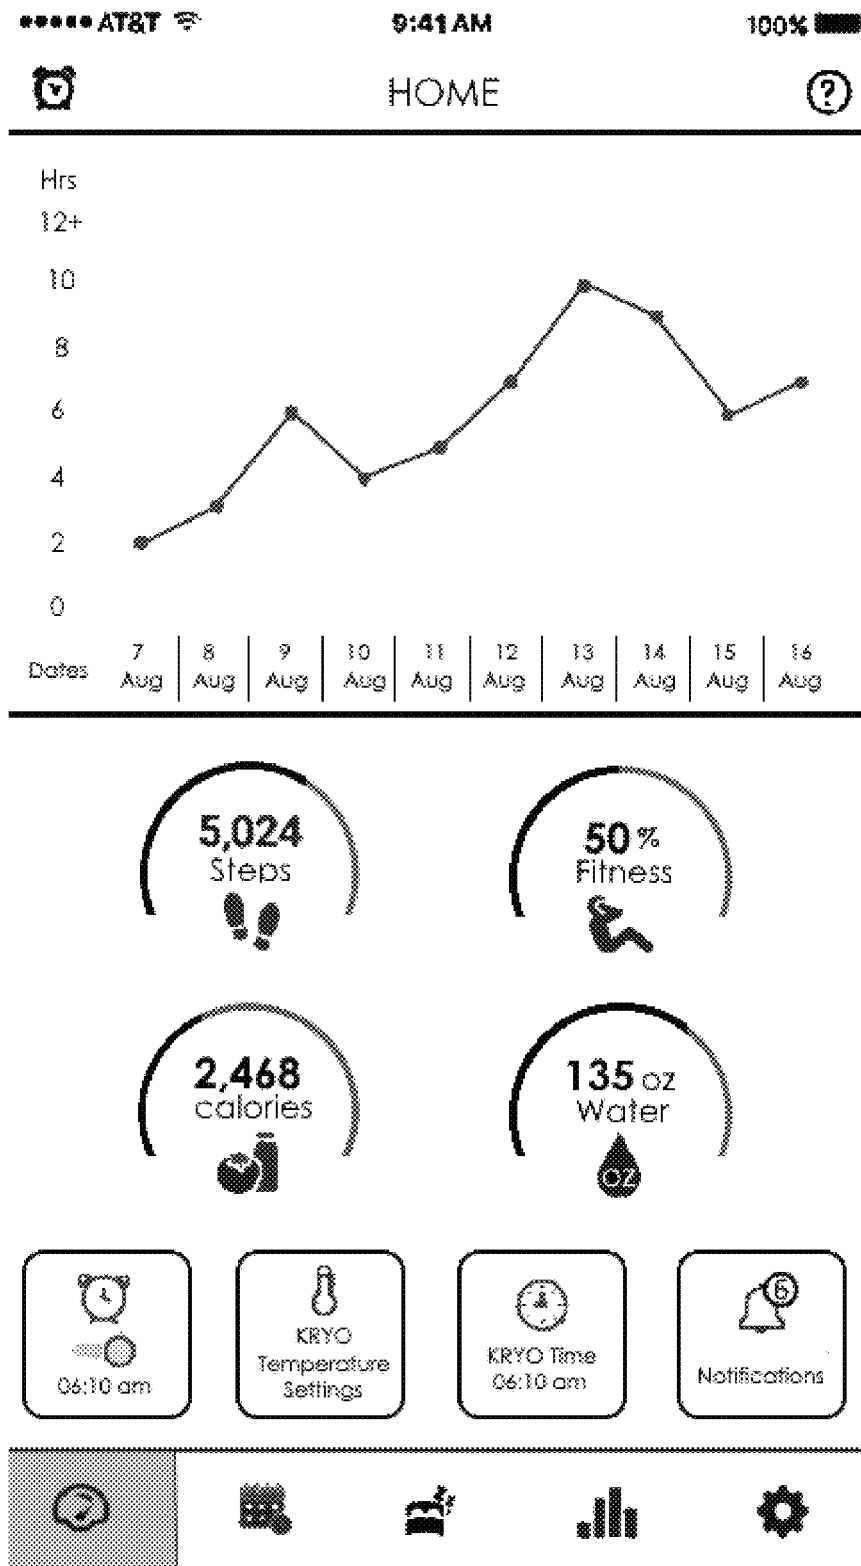 AT&T 9:41 AM 100%
HOME ?
Hrs
12+
10
8
6
4
2
0
Dates 7 Aug 8 Aug 9 Aug 10 Aug 11 Aug 12 Aug 13 Aug 14 Aug 15 Aug 16 Aug
5,024
Steps
50 %
Fitness
2,468
calories
135 oz
Water
oz
06:10 am
KRYO
Temperature
Settings
KRYO Time
06:10 am
6
Notifications